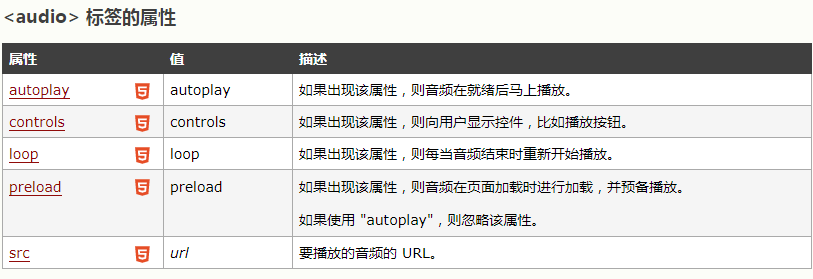 <audio> 标签的属性
属性 值 描述
autoplay 5 autoplay 如果出现该属性，则音频在就绪后马上播放。
controls 5 controls 如果出现该属性，则向用户显示控件，比如播放按钮。
loop 5 loop 如果出现该属性，则每当音频结束时重新开始播放。
preload 5 preload 如果出现该属性，则音频在页面加载时进行加载，并预备播放。
如果使用 "autoplay"，则忽略该属性。
src 5 url 要播放的音频的 URL。